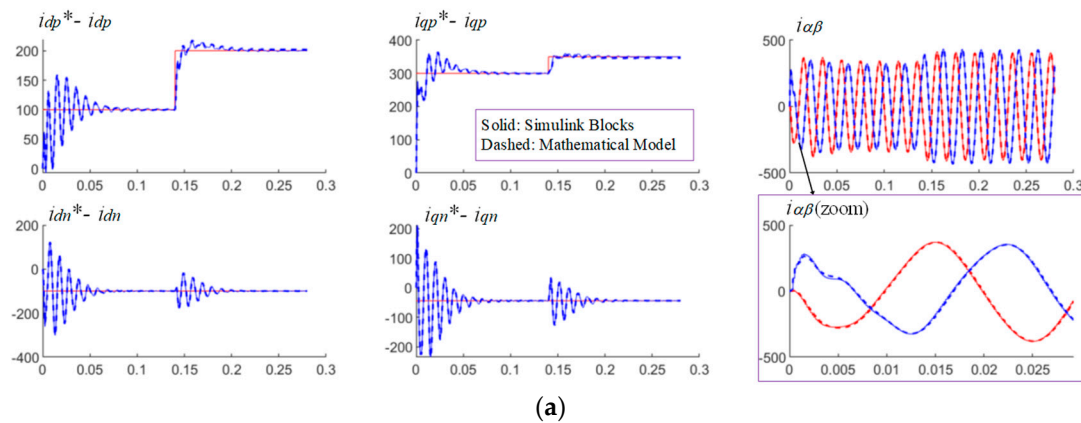 idp*- idp
200
150
100
50
0
0 0.05 0.1 0.15 0.2 0.25 0.3
iqp*- iqp
400
300
200
100
0
0 0.05 0.1 0.15 0.2 0.25 0.3
Solid: Simulink Blocks
Dashed: Mathematical Model
iαβ
500
0
-500
0 0.05 0.1 0.15 0.2 0.25 0.3
idn*- idn
200
0
-200
-400
0 0.05 0.1 0.15 0.2 0.25 0.3
iqn*- iqn
200
100
0
-100
-200
0 0.05 0.1 0.15 0.2 0.25 0.3
iαβ(zoom)
500
0
500
0 0.005 0.01 0.015 0.02 0.025
(a)